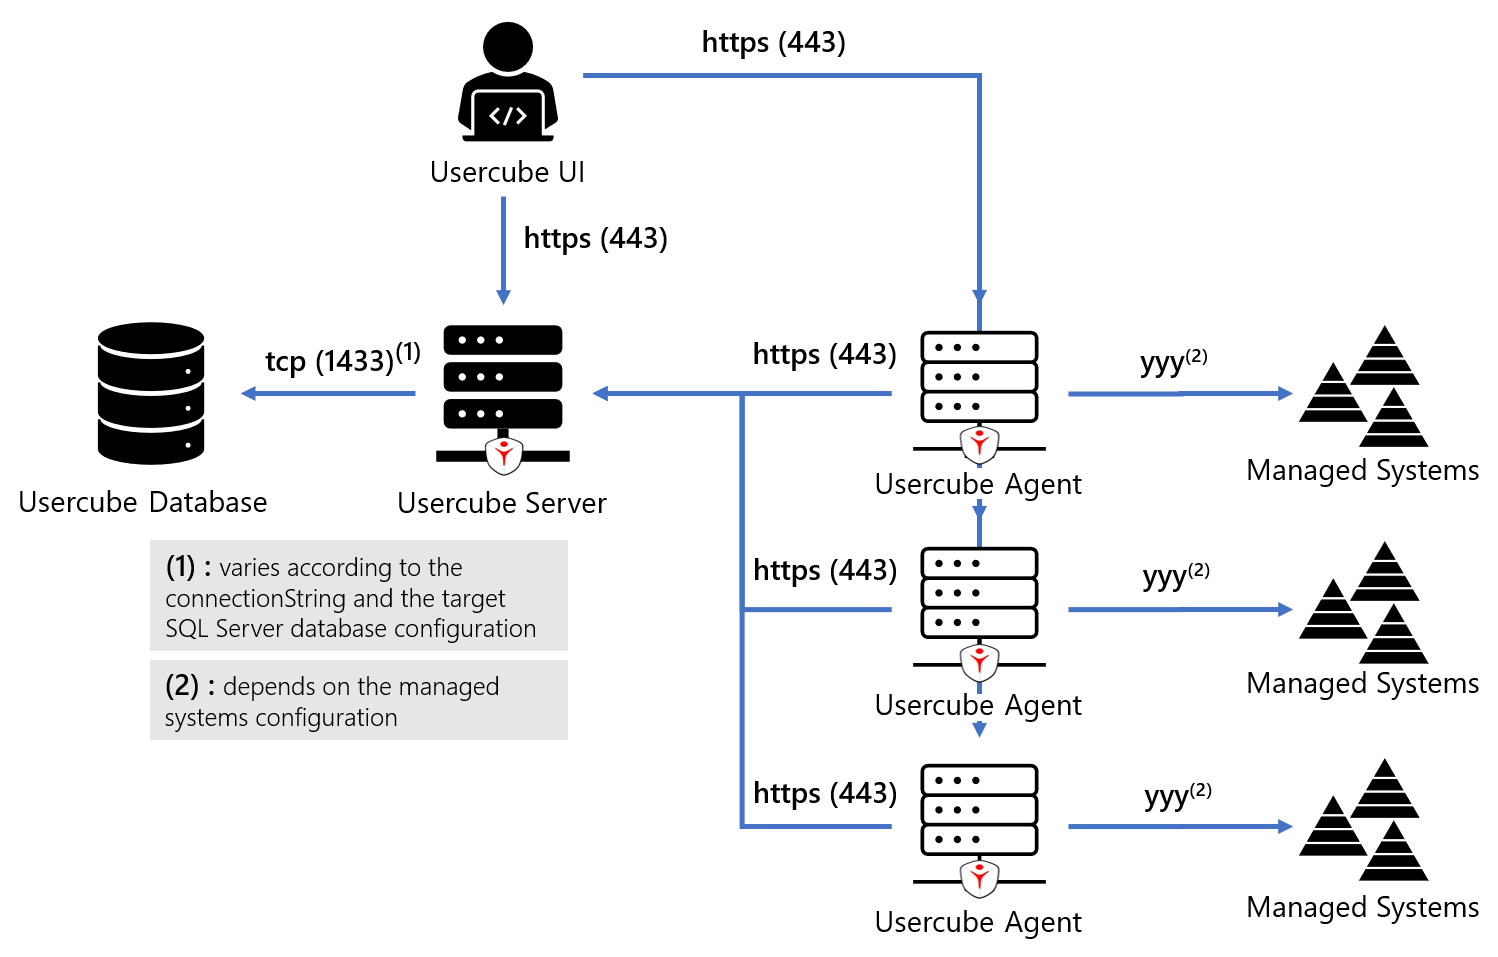 https (443)
</>
Usercube UI
https (443)
tcp (1433)(1)
https (443)
yyy(2)
Usercube Database
Usercube Server
Usercube Agent
Managed Systems
(1) : varies according to the
connectionString and the target
SQL Server database configuration
https (443)
yyy(2)
(2) : depends on the managed
systems configuration
Usercube Agent
Managed Systems
https (443)
yyy(2)
Usercube Agent
Managed Systems